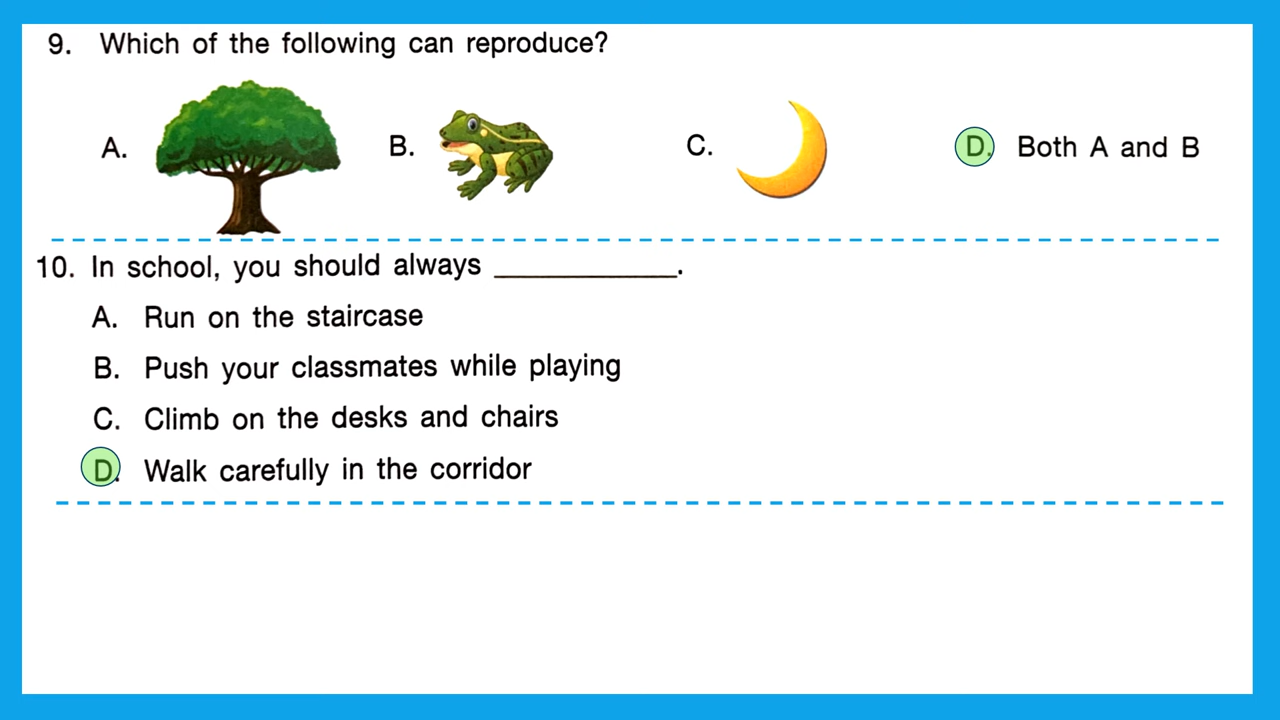 9. Which of the following can reproduce?
A. B. C. D. Both A and B
10. In school, you should always ____________.
A. Run on the staircase
B. Push your classmates while playing
C. Climb on the desks and chairs
D. Walk carefully in the corridor